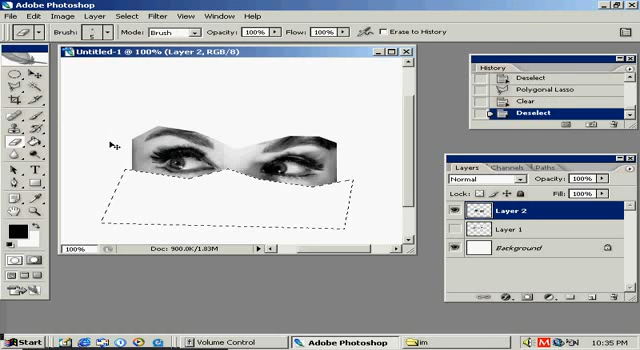 Adobe Photoshop
File Edit Image Layer Select Filter View Window Help
Brush: 5 Mode: Brush Opacity: 100% Flow: 100% Erase to History
Untitled-1 @ 100% (Layer 2, RGB/8)
History
Deselect
Polygonal Lasso
Clear
Deselect
Layers Channels Paths
Normal Opacity: 100%
Lock: Fill: 100%
Layer 2
Layer 1
Background
T
100% Doc: 900.0K/1.83M
Start Volume Control Adobe Photoshop im M EN 10:35 PM